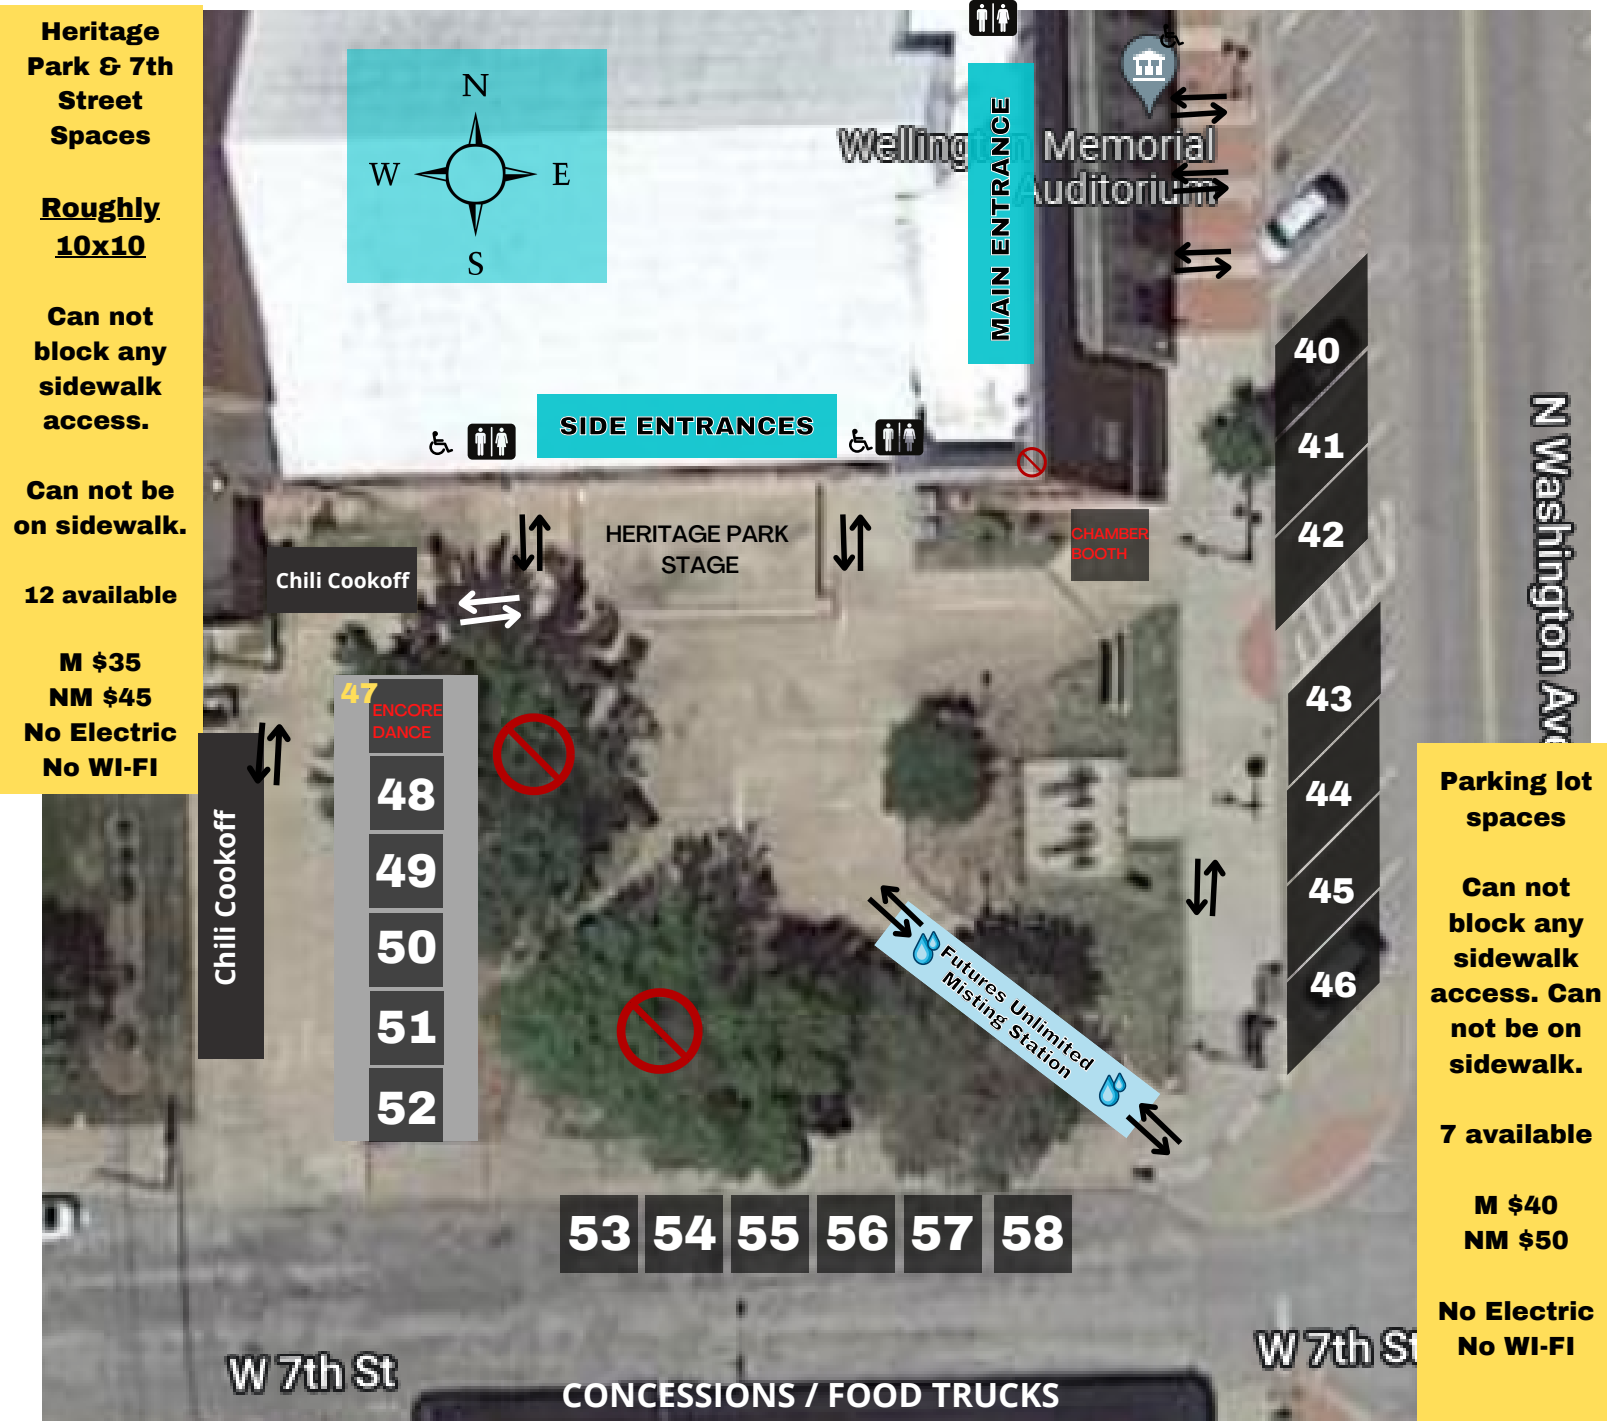 Heritage
Park & 7th
Street
Spaces
Roughly
10x10
Can not
block any
sidewalk
access.
Can not be
on sidewalk.
12 available
M $35
NM $45
No Electric
No WI-FI
N
W
E
S
Wellington Memorial
Auditorium
MAIN ENTRANCE
SIDE ENTRANCES
HERITAGE PARK
STAGE
CHAMBER
BOOTH
Chili Cookoff
Chili Cookoff
47
ENCORE
DANCE
48
49
50
51
52
40
41
42
43
44
45
46
N Washington Ave
Futures Unlimited
Misting Station
53 54 55 56 57 58
W 7th St
W 7th St
CONCESSIONS / FOOD TRUCKS
Parking lot
spaces
Can not
block any
sidewalk
access. Can
not be on
sidewalk.
7 available
M $40
NM $50
No Electric
No WI-FI